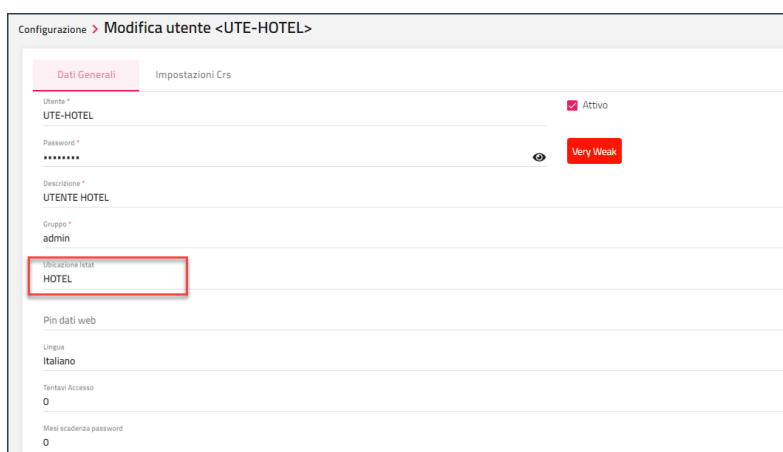 Configurazione > Modifica utente <UTE-HOTEL>
Dati Generali Impostazioni Crs
Utente *
UTE-HOTEL
Attivo
Password *
••••••••
Very Weak
Descrizione *
UTENTE HOTEL
Gruppo *
admin
Ubicazione Istat
HOTEL
Pin dati web
Lingua
Italiano
Tentavi Accesso
0
Mesi scadenza password
0